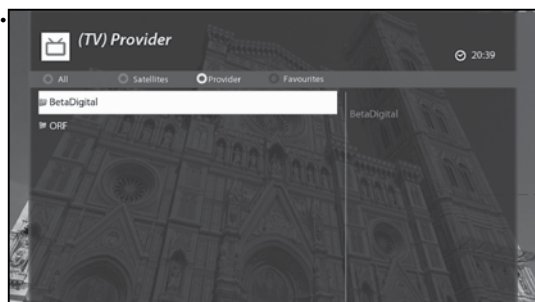 (TV) Provider
20:39
All Satellites Provider Favourites
BetaDigital
BetaDigital
ORF